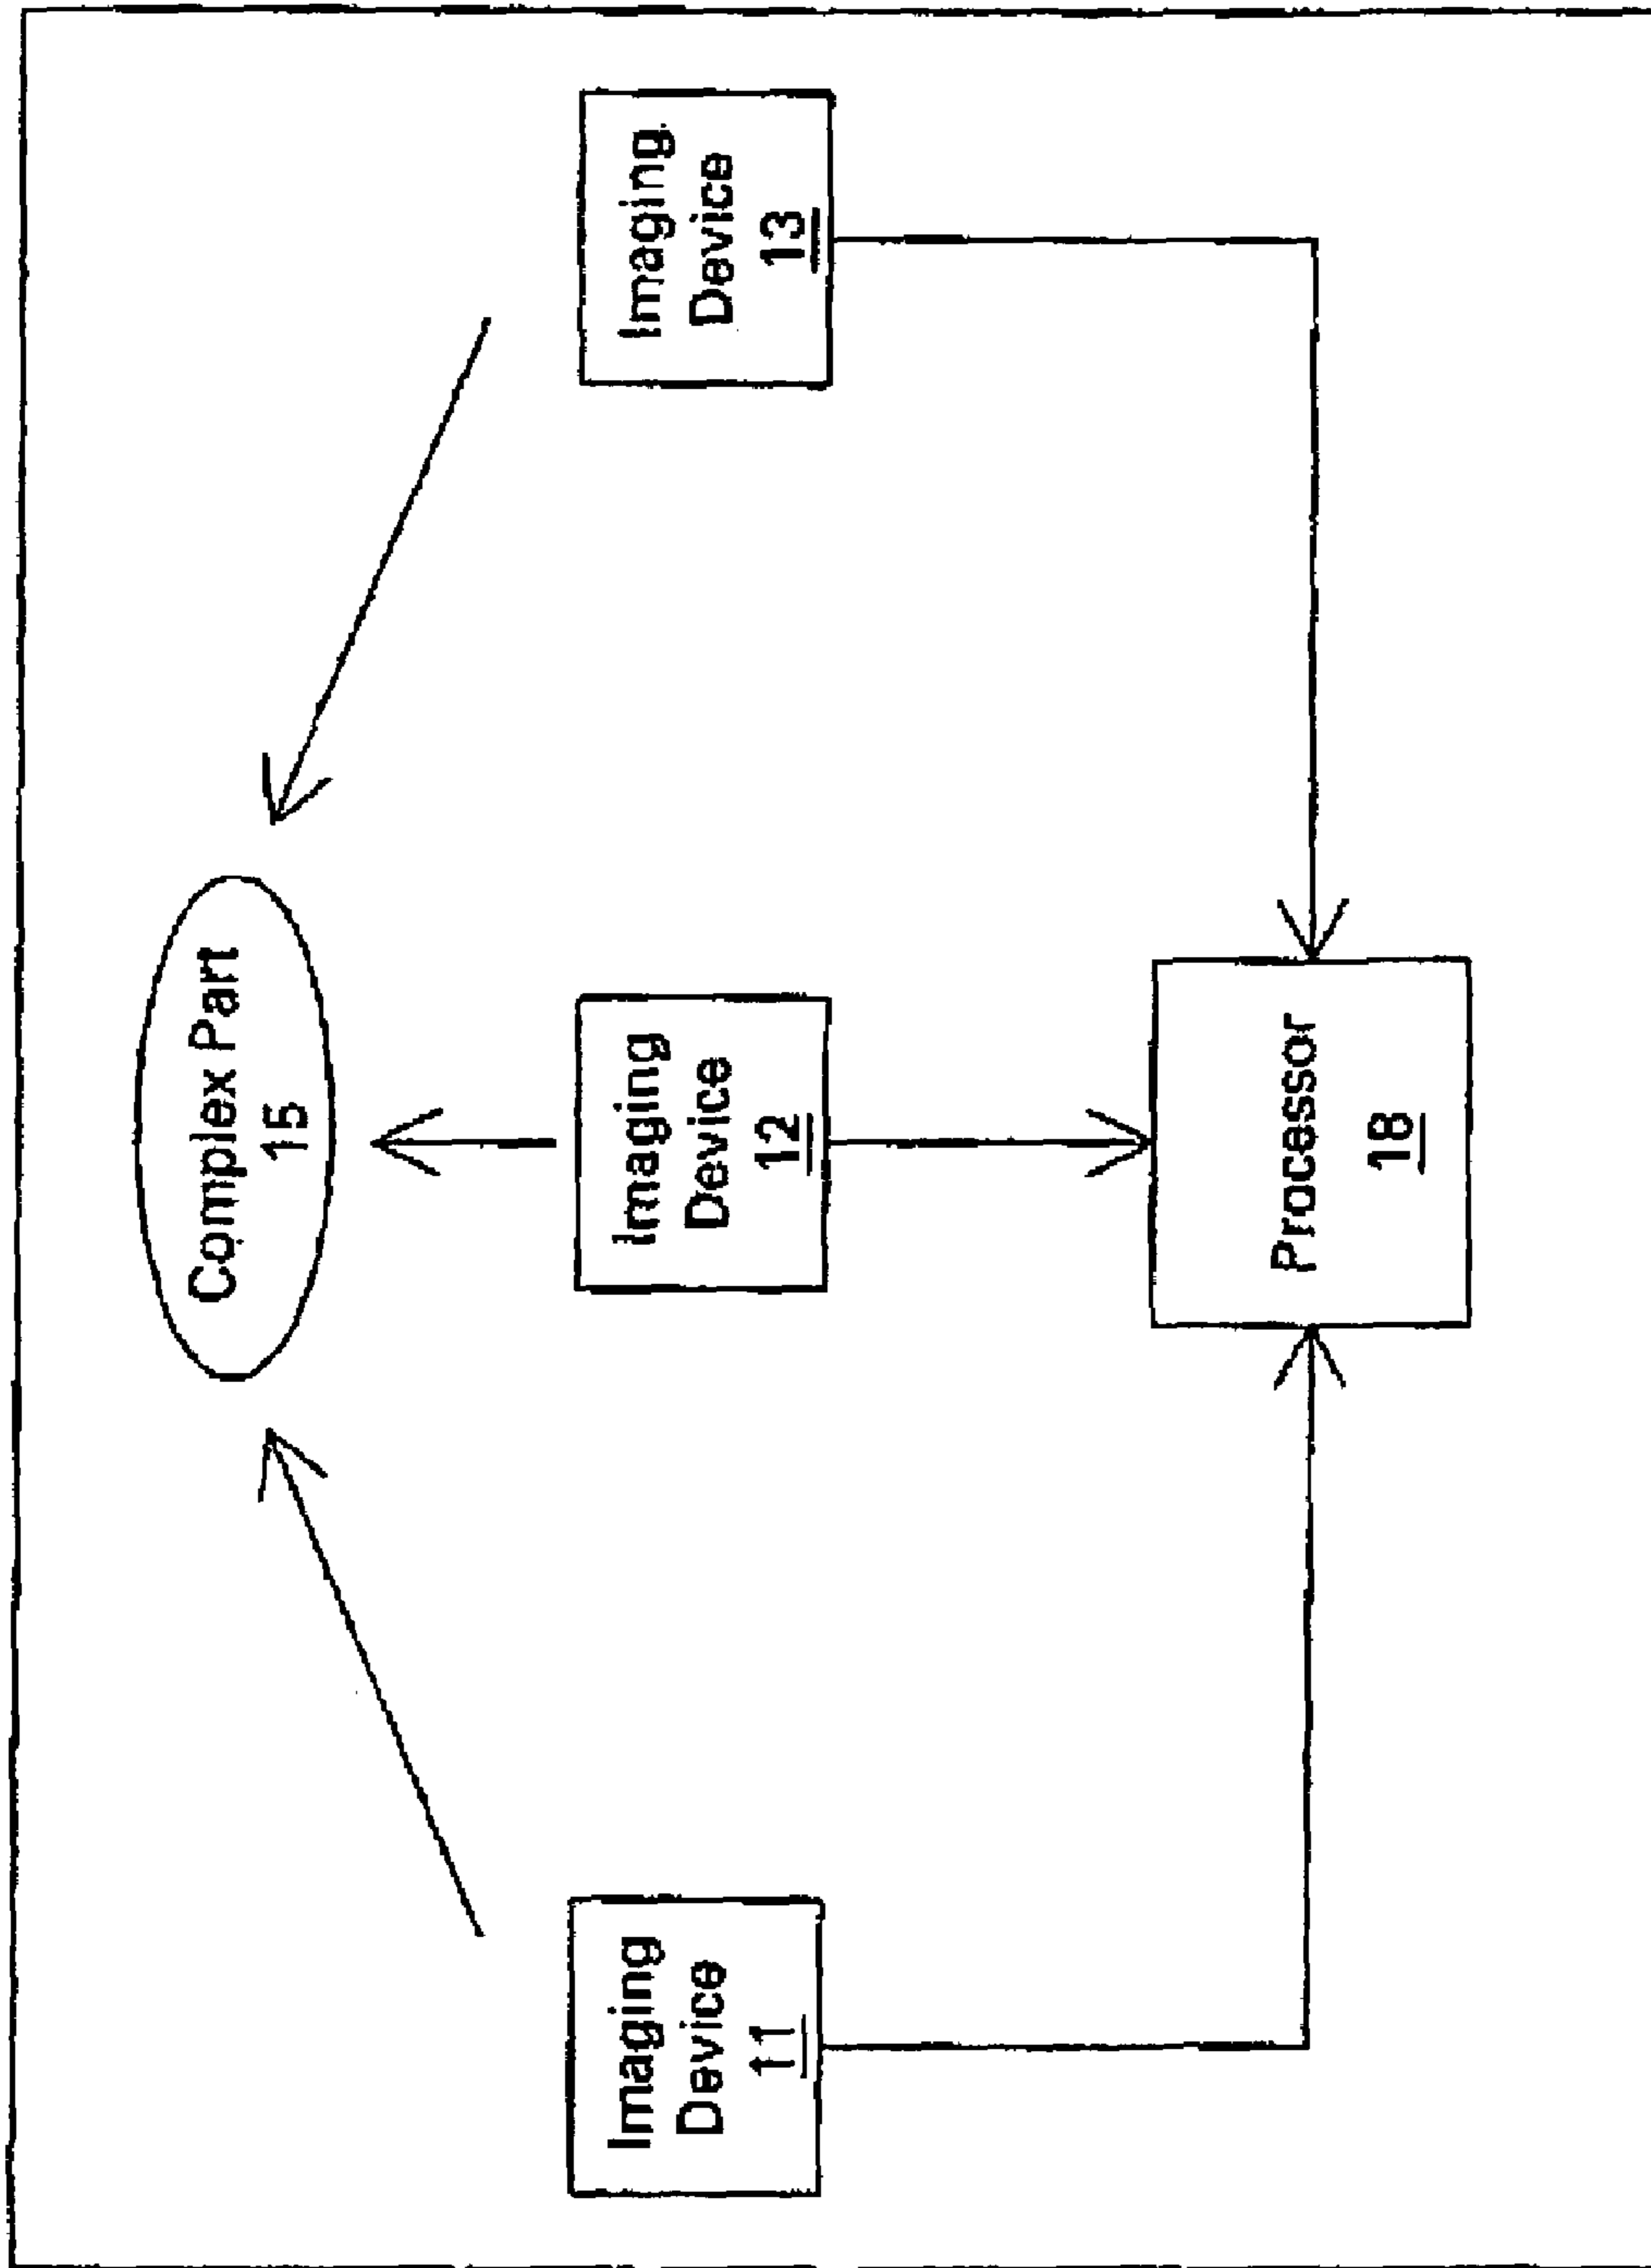 Complex Part
15
Imaging
Device
11
Imaging
Device
12
Imaging
Device
13
Processor
18